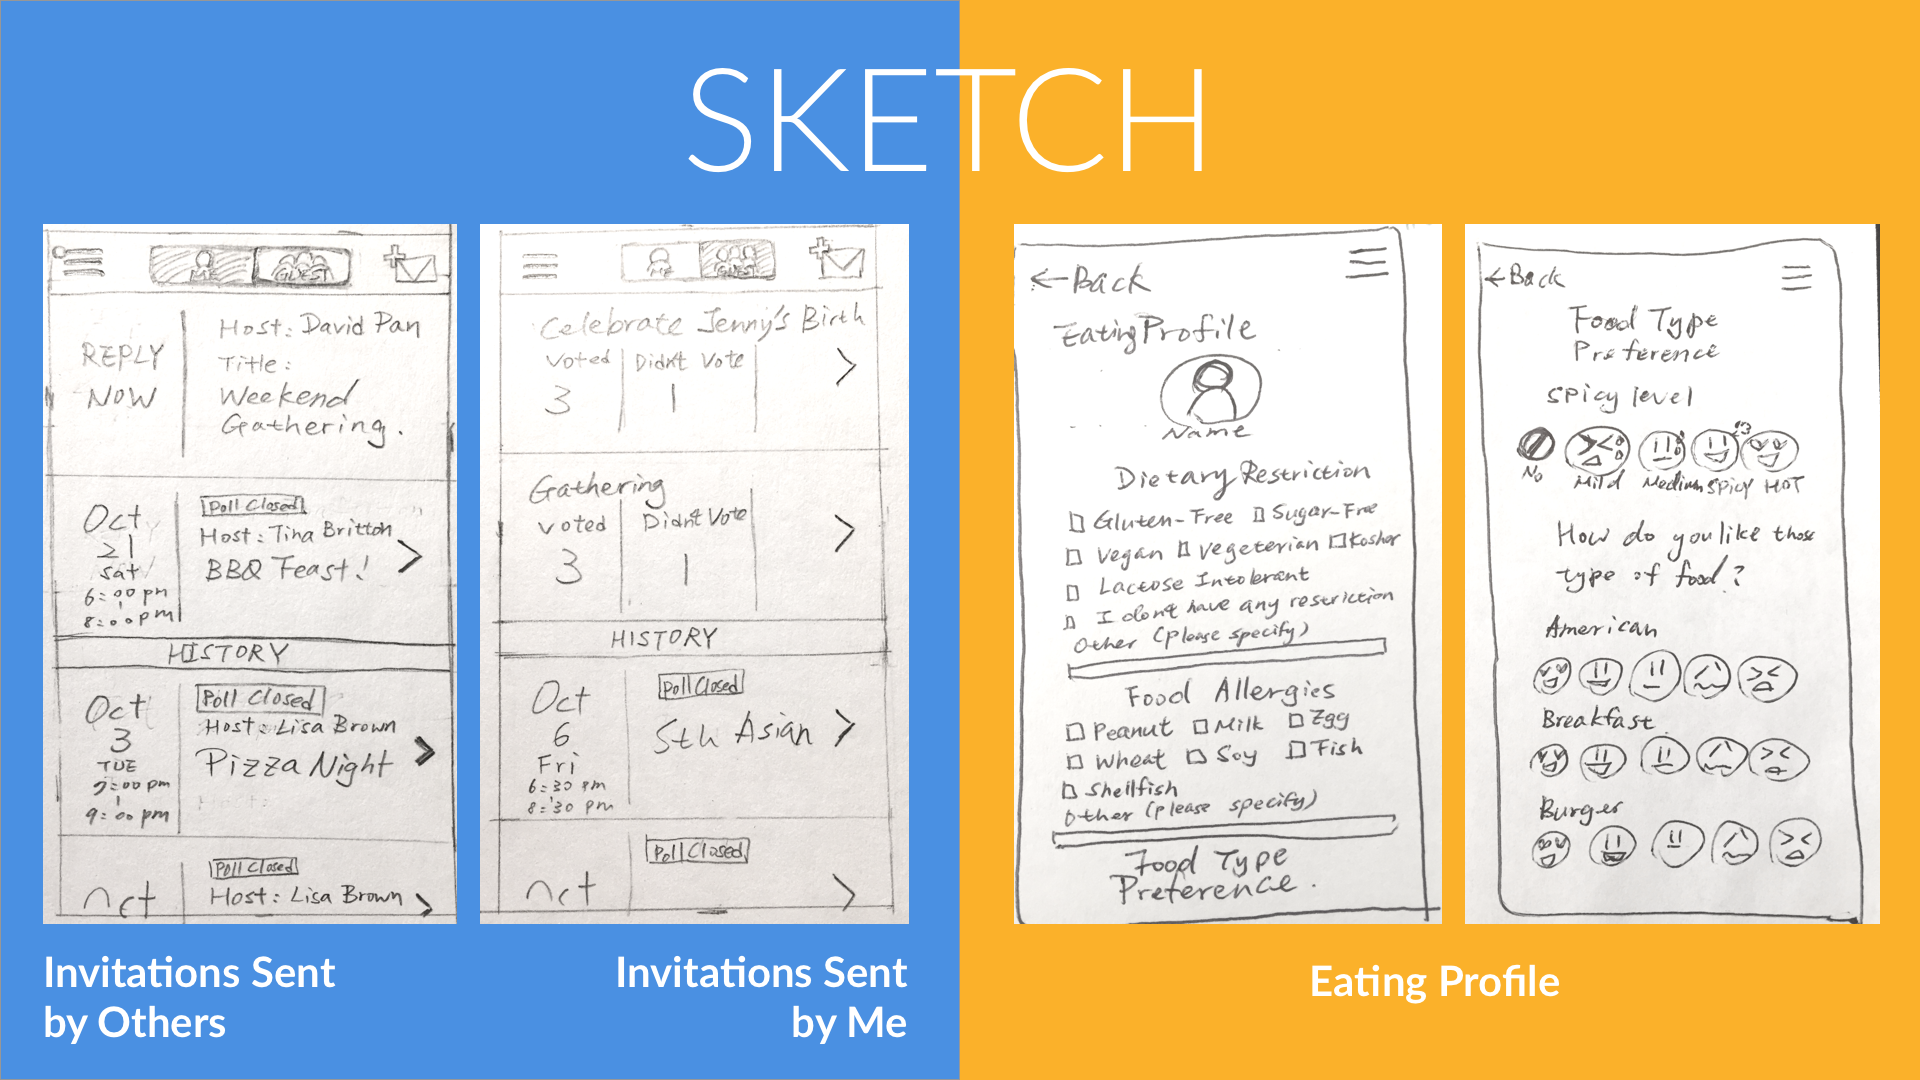 SKETCH
ME GUEST
REPLY NOW
Host: David Pan
Title:
Weekend
Gathering.
Oct
21
Sat
6:00 pm
8:00 pm
Poll Closed
Host: Tina Britton
BBQ Feast!
HISTORY
Oct
3
TUE
7:00 pm
9:00 pm
Poll Closed
Host: Lisa Brown
Pizza Night
Oct
Poll Closed
Host: Lisa Brown
ME GUEST
Celebrate Jenny's Birth
Voted Didn't Vote
3 1
Gathering
Voted Didn't Vote
3 1
HISTORY
Oct
6
Fri
6:30 pm
8:30 pm
Poll Closed
5th Asian
Oct
Poll Closed
←Back
Eating Profile
Name
Dietary Restriction
Gluten-Free Sugar-Free
Vegan Vegeterian Kosher
Lactose Intolerant
I don't have any restriction
Other (please specify)
Food Allergies
Peanut Milk Egg
Wheat Soy Fish
Shellfish
Other (please specify)
Food Type
Preference.
←Back
Food Type
Preference
Spicy level
No Mild Medium Spicy HOT
How do you like those
type of food?
American
Breakfast
Burger
Invitations Sent
by Others
Invitations Sent
by Me
Eating Profile